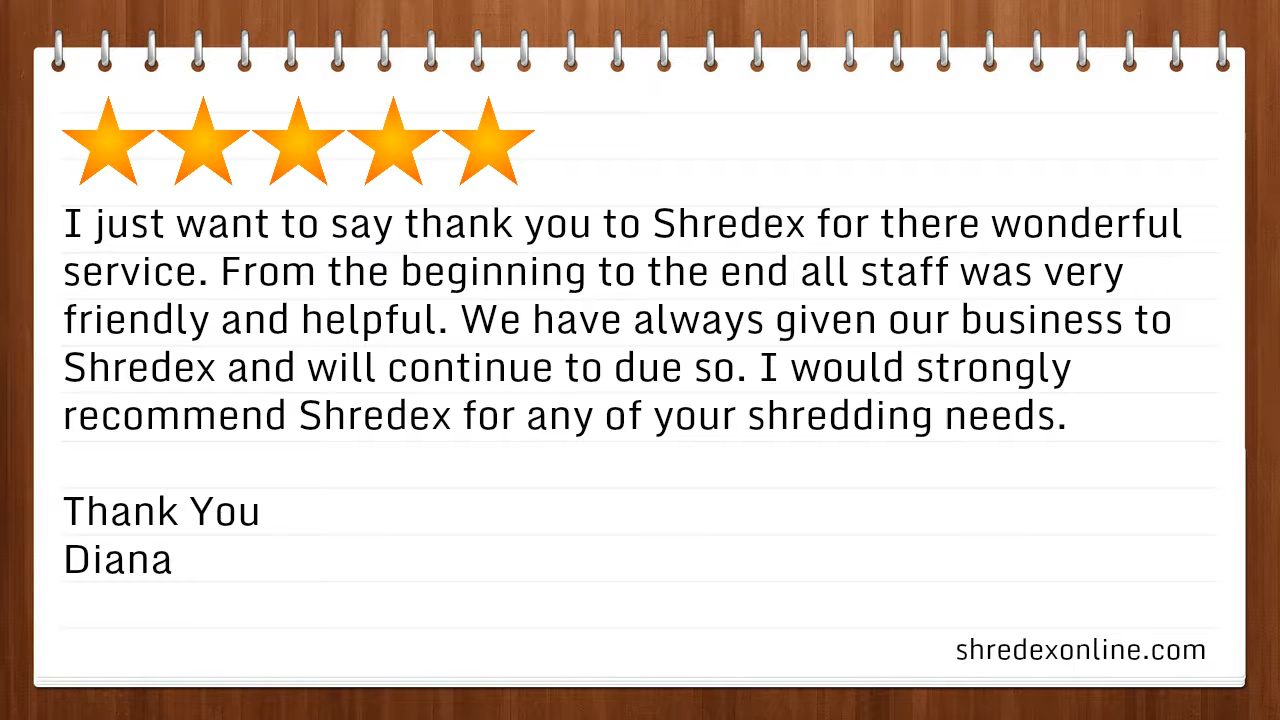 I just want to say thank you to Shredex for there wonderful
service. From the beginning to the end all staff was very
friendly and helpful. We have always given our business to
Shredex and will continue to due so. I would strongly
recommend Shredex for any of your shredding needs.
Thank You
Diana
shredexonline.com